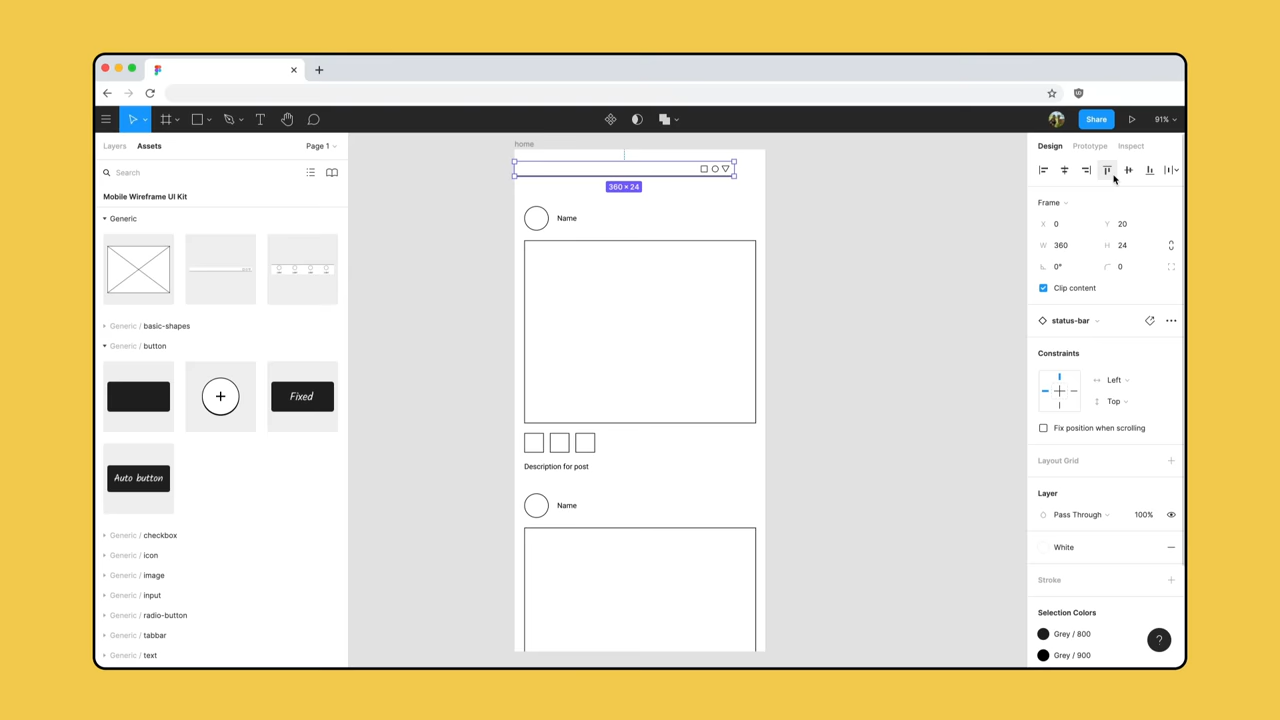 Share
91%
Layers
Assets
Page 1
Search
Mobile Wireframe UI Kit
Generic
Generic / basic-shapes
Generic / button
+
Fixed
Auto button
Generic / checkbox
Generic / icon
Generic / image
Generic / input
Generic / radio-button
Generic / tabbar
Generic / text
home
360 × 24
Name
Description for post
Name
Design
Prototype
Inspect
Frame
X 0 Y 20
W 360 H 24
0° 0
Clip content
status-bar
Constraints
Left
Top
Fix position when scrolling
Layout Grid
Layer
Pass Through 100%
White
Stroke
Selection Colors
Grey / 800
Grey / 900
?